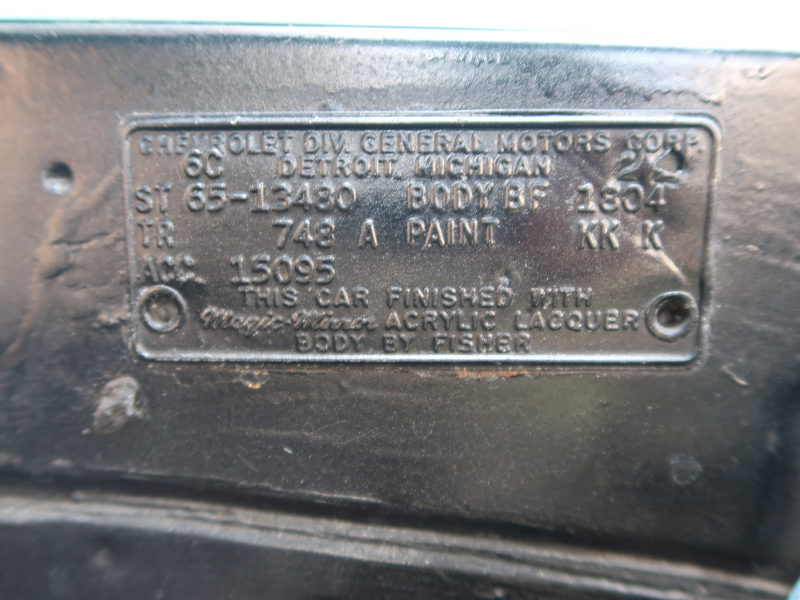 CHEVROLET DIV. GENERAL MOTORS CORP.
6C DETROIT, MICHIGAN
ST 65-13480 BODY BF 1804
TR 748 A PAINT KK K
ACC. 15095
THIS CAR FINISHED WITH
Magic-Mirror ACRYLIC LACQUER
BODY BY FISHER